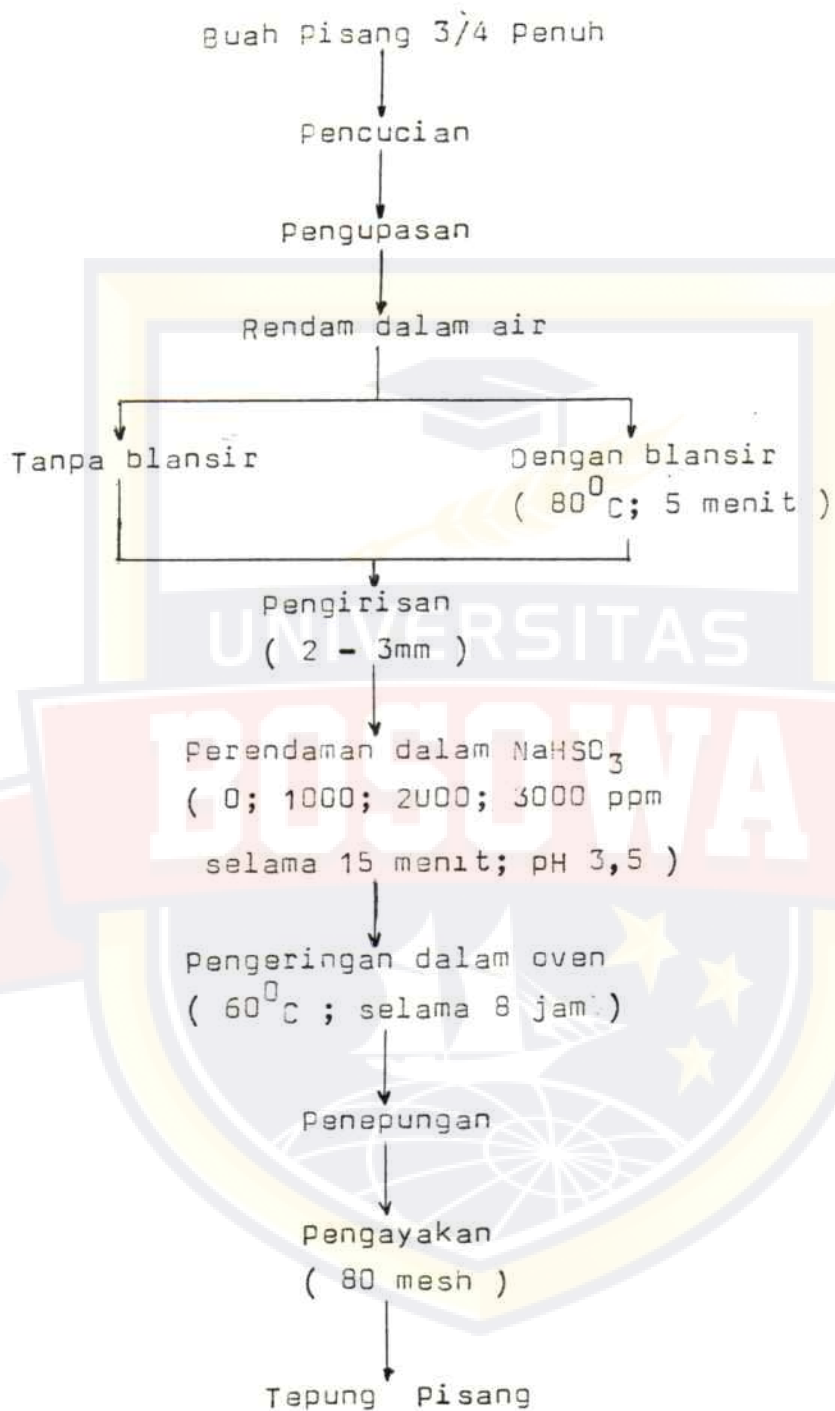 Buah Pisang 3/4 Penuh
Pencucian
Pengupasan
Rendam dalam air
Tanpa blansir
Dengan blansir
( 80⁰C; 5 menit )
Pengirisan
( 2 - 3mm )
UNIVERSITAS
BOSOWA
Perendaman dalam NaHSO₃
( 0; 1000; 2000; 3000 ppm
selama 15 menit; pH 3,5 )
Pengeringan dalam oven
( 60⁰C ; selama 8 jam )
Penepungan
Pengayakan
( 80 mesh )
Tepung Pisang